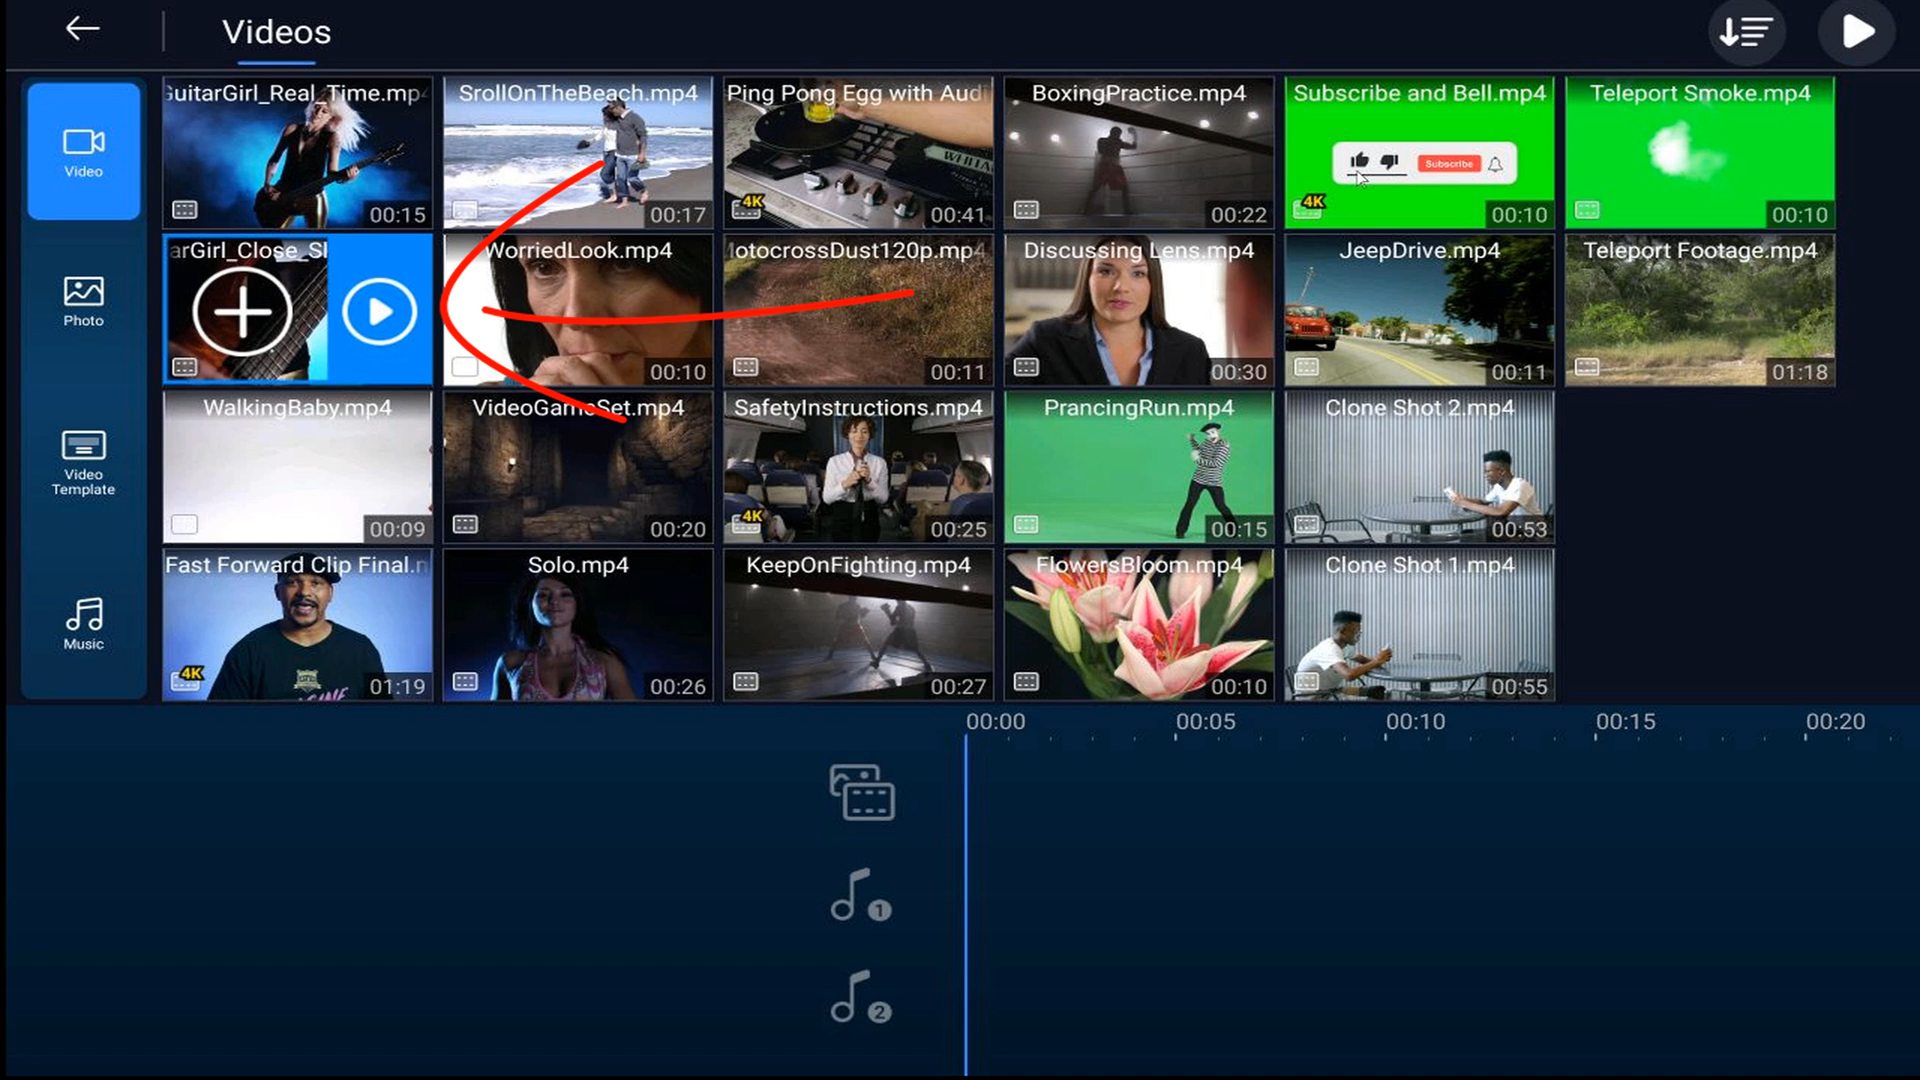 Videos
GuitarGirl_Real_Time.mp
SrollOnTheBeach.mp4
Ping Pong Egg with Audi
BoxingPractice.mp4
Subscribe and Bell.mp4
Teleport Smoke.mp4
Video
Subscribe
4K
4K
00:15
00:17
00:41
00:22
00:10
00:10
arGirl_Close_Sh
WorriedLook.mp4
MotocrossDust120p.mp4
Discussing Lens.mp4
JeepDrive.mp4
Teleport Footage.mp4
Photo
00:10
00:11
00:30
00:11
01:18
WalkingBaby.mp4
VideoGameSet.mp4
SafetyInstructions.mp4
PrancingRun.mp4
Clone Shot 2.mp4
Video
Template
4K
00:09
00:20
00:25
00:15
00:53
Fast Forward Clip Final.m
Solo.mp4
KeepOnFighting.mp4
FlowersBloom.mp4
Clone Shot 1.mp4
Music
4K
01:19
00:26
00:27
00:10
00:55
00:00
00:05
00:10
00:15
00:20
1
2